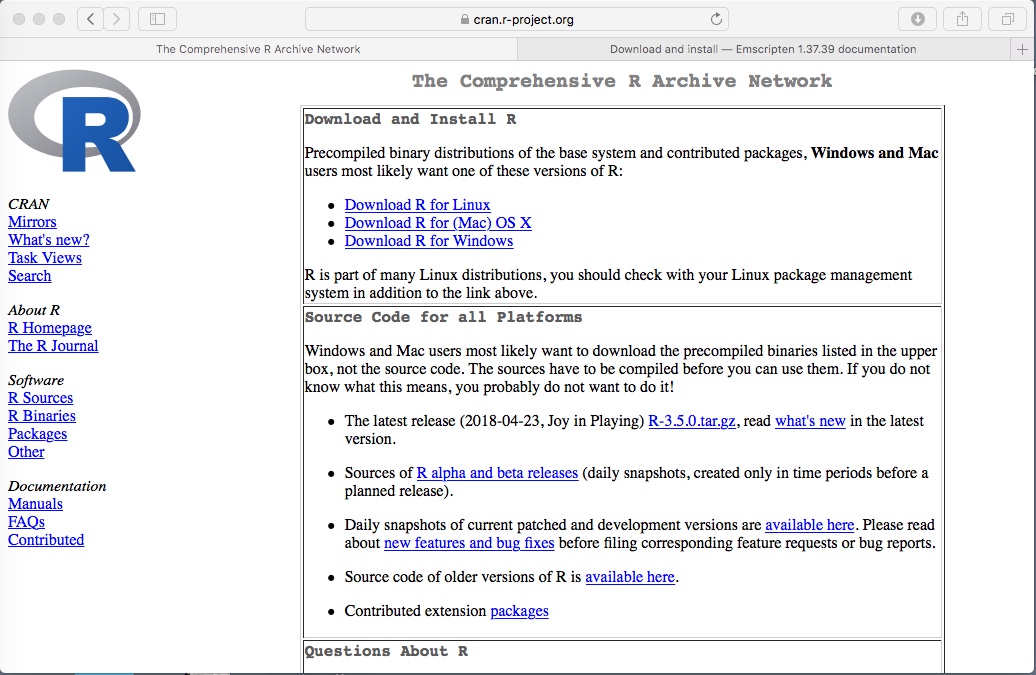 cran.r-project.org
The Comprehensive R Archive Network
Download and install — Emscripten 1.37.39 documentation
R
CRAN
Mirrors
What's new?
Task Views
Search
About R
R Homepage
The R Journal
Software
R Sources
R Binaries
Packages
Other
Documentation
Manuals
FAQs
Contributed
The Comprehensive R Archive Network
Download and Install R
Precompiled binary distributions of the base system and contributed packages, Windows and Mac
users most likely want one of these versions of R:
• Download R for Linux
• Download R for (Mac) OS X
• Download R for Windows
R is part of many Linux distributions, you should check with your Linux package management
system in addition to the link above.
Source Code for all Platforms
Windows and Mac users most likely want to download the precompiled binaries listed in the upper
box, not the source code. The sources have to be compiled before you can use them. If you do not
know what this means, you probably do not want to do it!
• The latest release (2018-04-23, Joy in Playing) R-3.5.0.tar.gz, read what's new in the latest
version.
• Sources of R alpha and beta releases (daily snapshots, created only in time periods before a
planned release).
• Daily snapshots of current patched and development versions are available here. Please read
about new features and bug fixes before filing corresponding feature requests or bug reports.
• Source code of older versions of R is available here.
• Contributed extension packages
Questions About R